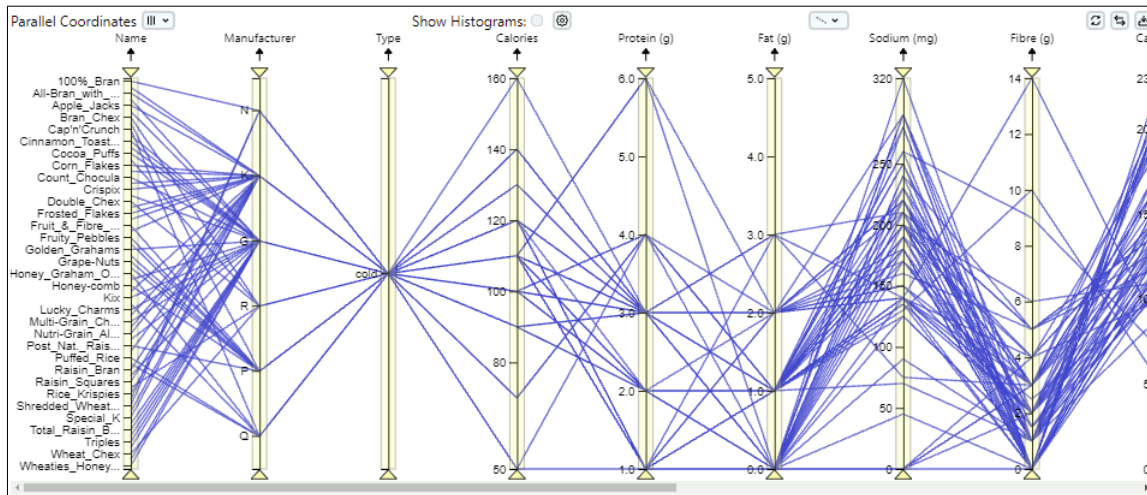 Parallel Coordinates
Show Histograms:
Name
Manufacturer
Type
Calories
Protein (g)
Fat (g)
Sodium (mg)
Fibre (g)
100%_Bran
All-Bran_with_...
Apple_Jacks
Bran_Chex
Cap'n'Crunch
Cinnamon_Toast...
Cocoa_Puffs
Corn_Flakes
Count_Chocula
Crispix
Double_Chex
Frosted_Flakes
Fruit_&_Fibre_...
Fruity_Pebbles
Golden_Grahams
Grape-Nuts
Honey_Graham_O...
Honey-comb
Kix
Lucky_Charms
Multi-Grain_Ch...
Nutri-Grain_Al...
Post_Nat._Rais...
Puffed_Rice
Raisin_Bran
Raisin_Squares
Rice_Krispies
Shredded_Wheat...
Special_K
Total_Raisin_B...
Triples
Wheat_Chex
Wheaties_Honey...
N
K
G
R
P
Q
cold
160
140
120
100
80
50
6.0
5.0
4.0
3.0
2.0
1.0
5.0
4.0
3.0
2.0
1.0
0.0
320
250
200
150
100
50
0
14
12
10
8
6
4
2
0